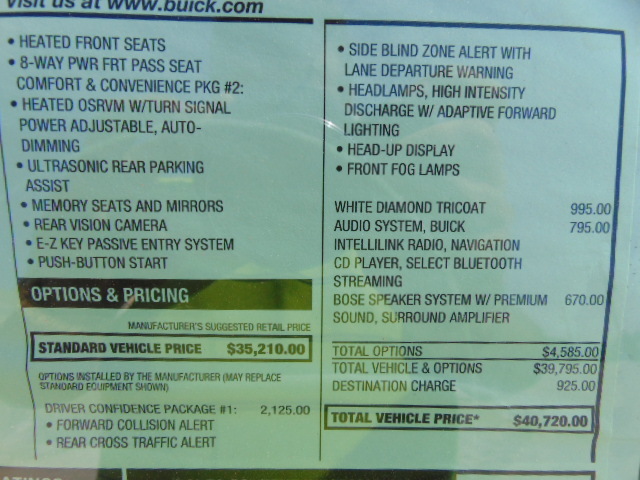 visit us at www.buick.com
• HEATED FRONT SEATS
• 8-WAY PWR FRT PASS SEAT
COMFORT & CONVENIENCE PKG #2:
• HEATED OSRVM W/TURN SIGNAL
POWER ADJUSTABLE, AUTO-
DIMMING
• ULTRASONIC REAR PARKING
ASSIST
• MEMORY SEATS AND MIRRORS
• REAR VISION CAMERA
• E-Z KEY PASSIVE ENTRY SYSTEM
• PUSH-BUTTON START
OPTIONS & PRICING
MANUFACTURER'S SUGGESTED RETAIL PRICE
STANDARD VEHICLE PRICE $35,210.00
OPTIONS INSTALLED BY THE MANUFACTURER (MAY REPLACE
STANDARD EQUIPMENT SHOWN)
DRIVER CONFIDENCE PACKAGE #1: 2,125.00
• FORWARD COLLISION ALERT
• REAR CROSS TRAFFIC ALERT
• SIDE BLIND ZONE ALERT WITH
LANE DEPARTURE WARNING
• HEADLAMPS, HIGH INTENSITY
DISCHARGE W/ ADAPTIVE FORWARD
LIGHTING
• HEAD-UP DISPLAY
• FRONT FOG LAMPS
WHITE DIAMOND TRICOAT 995.00
AUDIO SYSTEM, BUICK 795.00
INTELLILINK RADIO, NAVIGATION
CD PLAYER, SELECT BLUETOOTH
STREAMING
BOSE SPEAKER SYSTEM W/ PREMIUM 670.00
SOUND, SURROUND AMPLIFIER
TOTAL OPTIONS $4,585.00
TOTAL VEHICLE & OPTIONS $39,795.00
DESTINATION CHARGE 925.00
TOTAL VEHICLE PRICE* $40,720.00